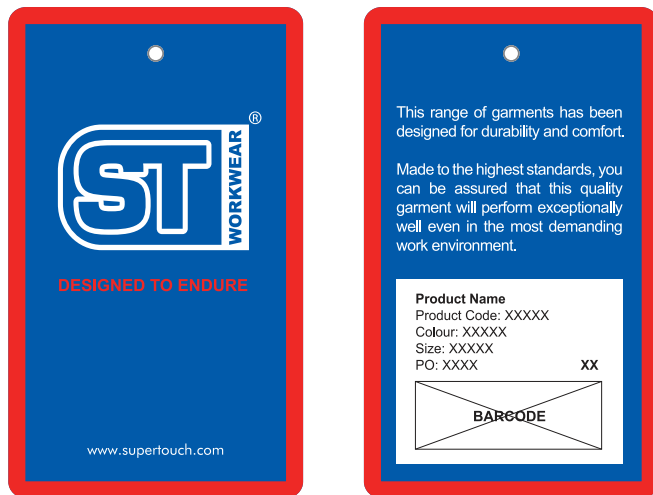 ®
ST
WORKWEAR
DESIGNED TO ENDURE
www.supertouch.com
This range of garments has been
designed for durability and comfort.
Made to the highest standards, you
can be assured that this quality
garment will perform exceptionally
well even in the most demanding
work environment.
Product Name
Product Code: XXXXX
Colour: XXXXX
Size: XXXXX
PO: XXXX XX
BARCODE